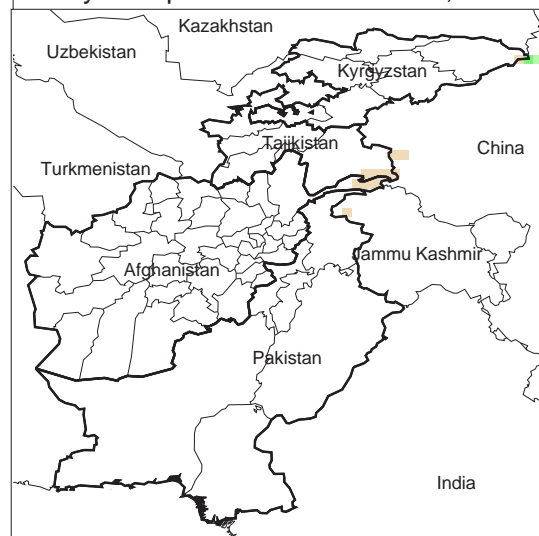 Kazakhstan
Uzbekistan
Kyrgyzstan
Tajikistan
China
Turkmenistan
Jammu Kashmir
Afghanistan
Pakistan
India